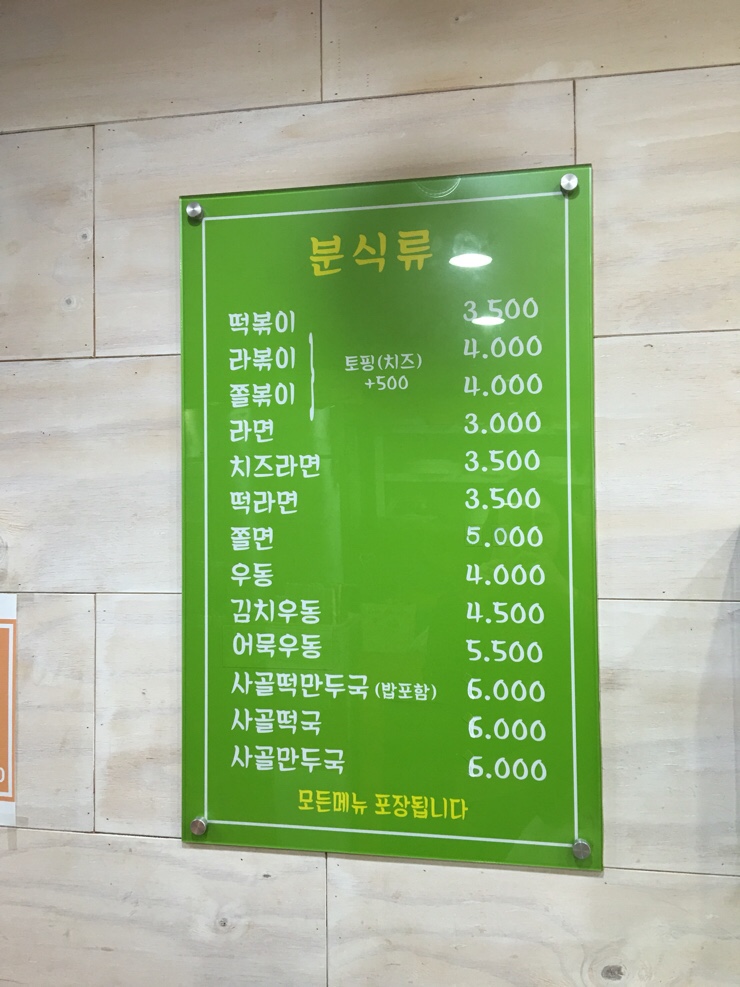 분식류
떡볶이 3.500
라볶이 4.000
쫄볶이 4.000
토핑(치즈)
+500
라면 3.000
치즈라면 3.500
떡라면 3.500
쫄면 5.000
우동 4.000
김치우동 4.500
어묵우동 5.500
사골떡만두국(밥포함) 6.000
사골떡국 6.000
사골만두국 6.000
모든메뉴 포장됩니다